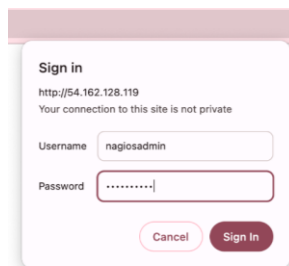 Sign in
http://54.162.128.119
Your connection to this site is not private
Username nagiosadmin
Password ••••••••••
Cancel Sign In